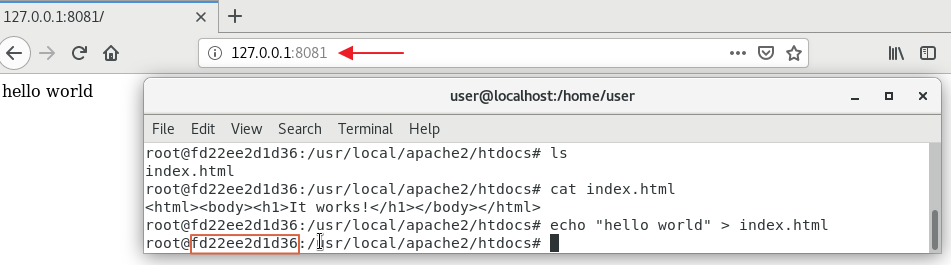 127.0.0.1:8081/
127.0.0.1:8081
hello world
user@localhost:/home/user
File Edit View Search Terminal Help
root@fd22ee2d1d36:/usr/local/apache2/htdocs# ls
index.html
root@fd22ee2d1d36:/usr/local/apache2/htdocs# cat index.html
<html><body><h1>It works!</h1></body></html>
root@fd22ee2d1d36:/usr/local/apache2/htdocs# echo "hello world" > index.html
root@fd22ee2d1d36:/usr/local/apache2/htdocs#